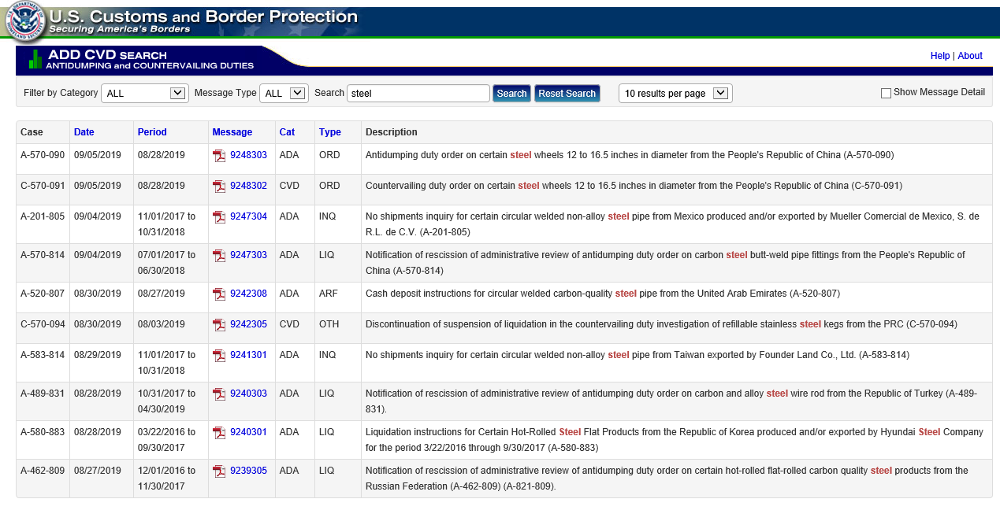 U.S. Customs and Border Protection
Securing America's Borders
ADD CVD SEARCH
ANTIDUMPING and COUNTERVAILING DUTIES
Help | About
Filter by Category ALL Message Type ALL Search steel Search Reset Search 10 results per page Show Message Detail
Case Date Period Message Cat Type Description
A-570-090 09/05/2019 08/28/2019 9248303 ADA ORD Antidumping duty order on certain steel wheels 12 to 16.5 inches in diameter from the People's Republic of China (A-570-090)
C-570-091 09/05/2019 08/28/2019 9248302 CVD ORD Countervailing duty order on certain steel wheels 12 to 16.5 inches in diameter from the People's Republic of China (C-570-091)
A-201-805 09/04/2019 11/01/2017 to 9247304 ADA INQ No shipments inquiry for certain circular welded non-alloy steel pipe from Mexico produced and/or exported by Mueller Comercial de Mexico, S. de
10/31/2018 R.L. de C.V. (A-201-805)
A-570-814 09/04/2019 07/01/2017 to 9247303 ADA LIQ Notification of rescission of administrative review of antidumping duty order on carbon steel butt-weld pipe fittings from the People's Republic of
06/30/2018 China (A-570-814)
A-520-807 08/30/2019 08/27/2019 9242308 ADA ARF Cash deposit instructions for circular welded carbon-quality steel pipe from the United Arab Emirates (A-520-807)
C-570-094 08/30/2019 08/03/2019 9242305 CVD OTH Discontinuation of suspension of liquidation in the countervailing duty investigation of refillable stainless steel kegs from the PRC (C-570-094)
A-583-814 08/29/2019 11/01/2017 to 9241301 ADA INQ No shipments inquiry for certain circular welded non-alloy steel pipe from Taiwan exported by Founder Land Co., Ltd. (A-583-814)
10/31/2018
A-489-831 08/28/2019 10/31/2017 to 9240303 ADA LIQ Notification of rescission of administrative review of antidumping duty order on carbon and alloy steel wire rod from the Republic of Turkey (A-489-
04/30/2019 831).
A-580-883 08/28/2019 03/22/2016 to 9240301 ADA LIQ Liquidation instructions for Certain Hot-Rolled Steel Flat Products from the Republic of Korea produced and/or exported by Hyundai Steel Company
09/30/2017 for the period 3/22/2016 through 9/30/2017 (A-580-883)
A-462-809 08/27/2019 12/01/2016 to 9239305 ADA LIQ Notification of rescission of administrative review of antidumping duty order on certain hot-rolled flat-rolled carbon quality steel products from the
11/30/2017 Russian Federation (A-462-809) (A-821-809).